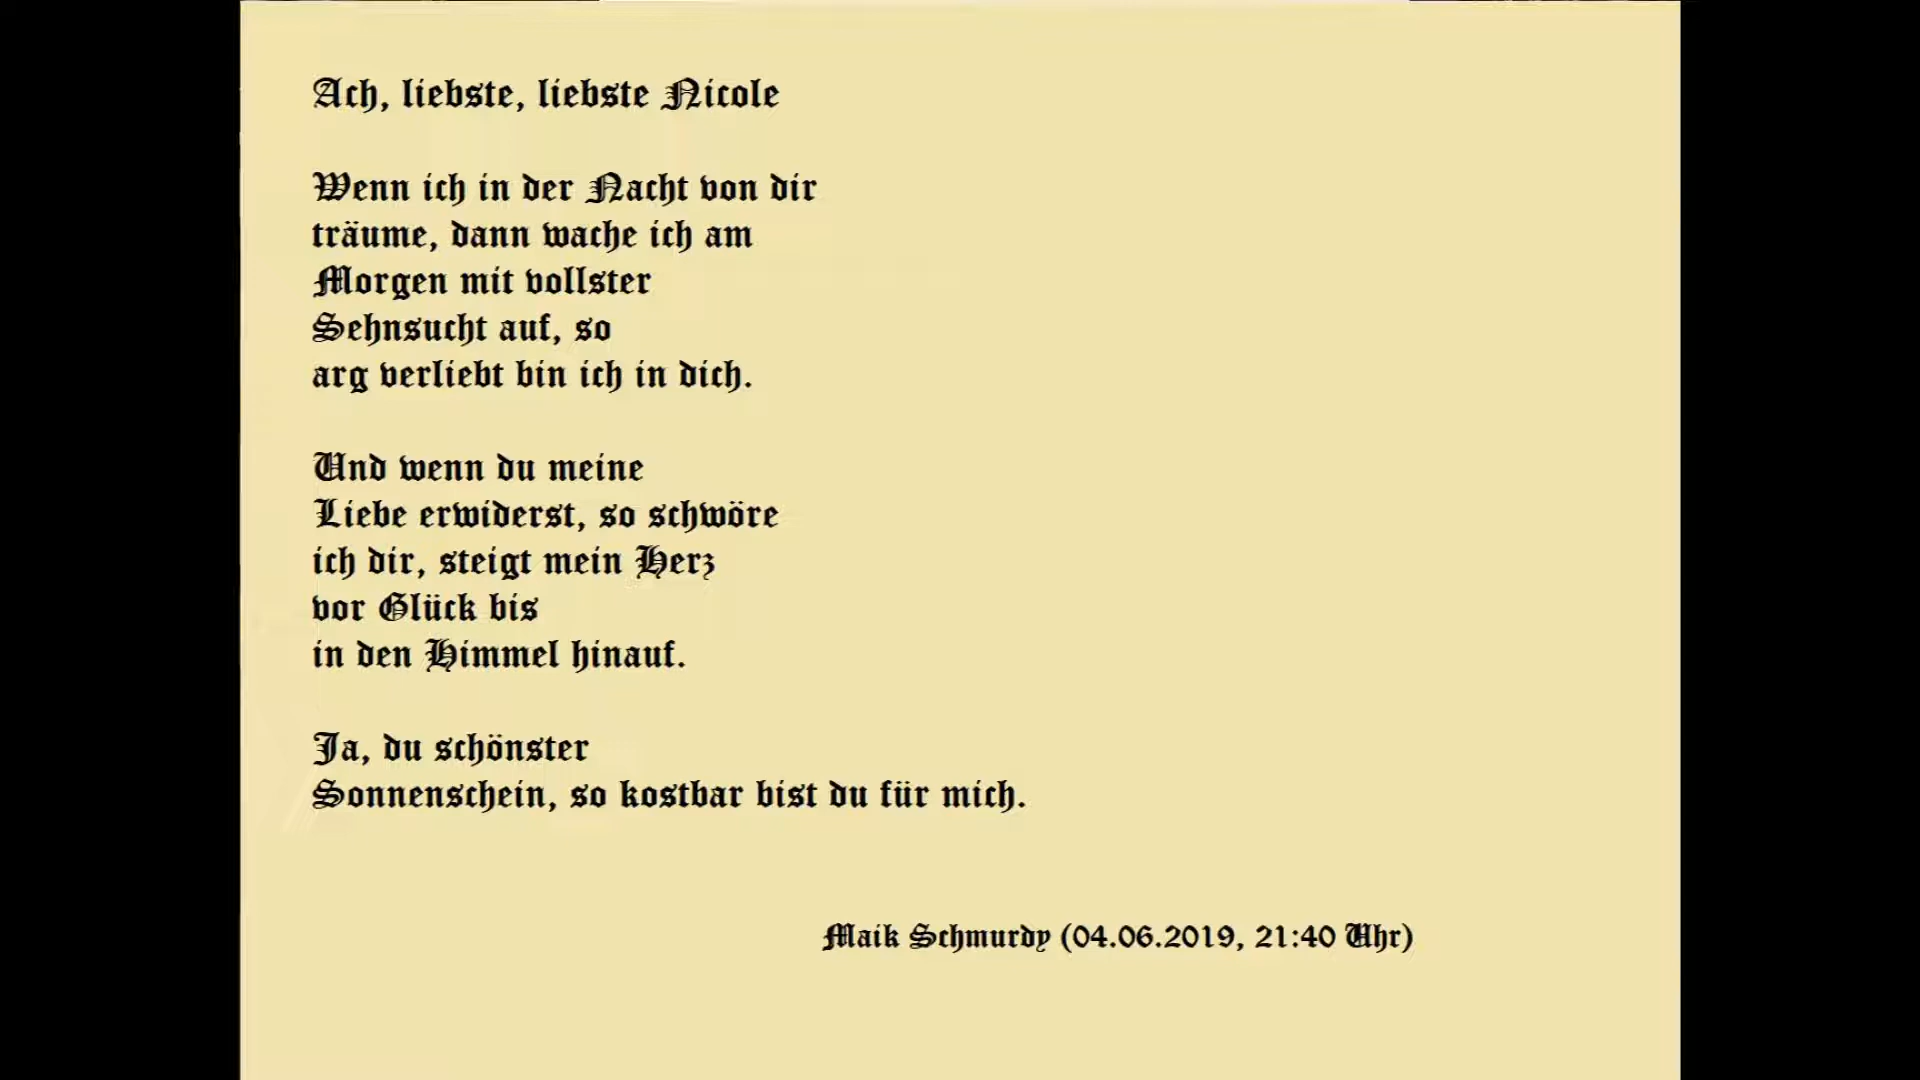 Ach, liebste, liebste Nicole
Wenn ich in der Nacht von dir
träume, dann wache ich am
Morgen mit vollster
Sehnsucht auf, so
arg verliebt bin ich in dich.
Und wenn du meine
Liebe erwiderst, so schwöre
ich dir, steigt mein Herz
vor Glück bis
in den Himmel hinauf.
Ja, du schönster
Sonnenschein, so kostbar bist du für mich.
Maik Schmurdy (04.06.2019, 21:40 Uhr)